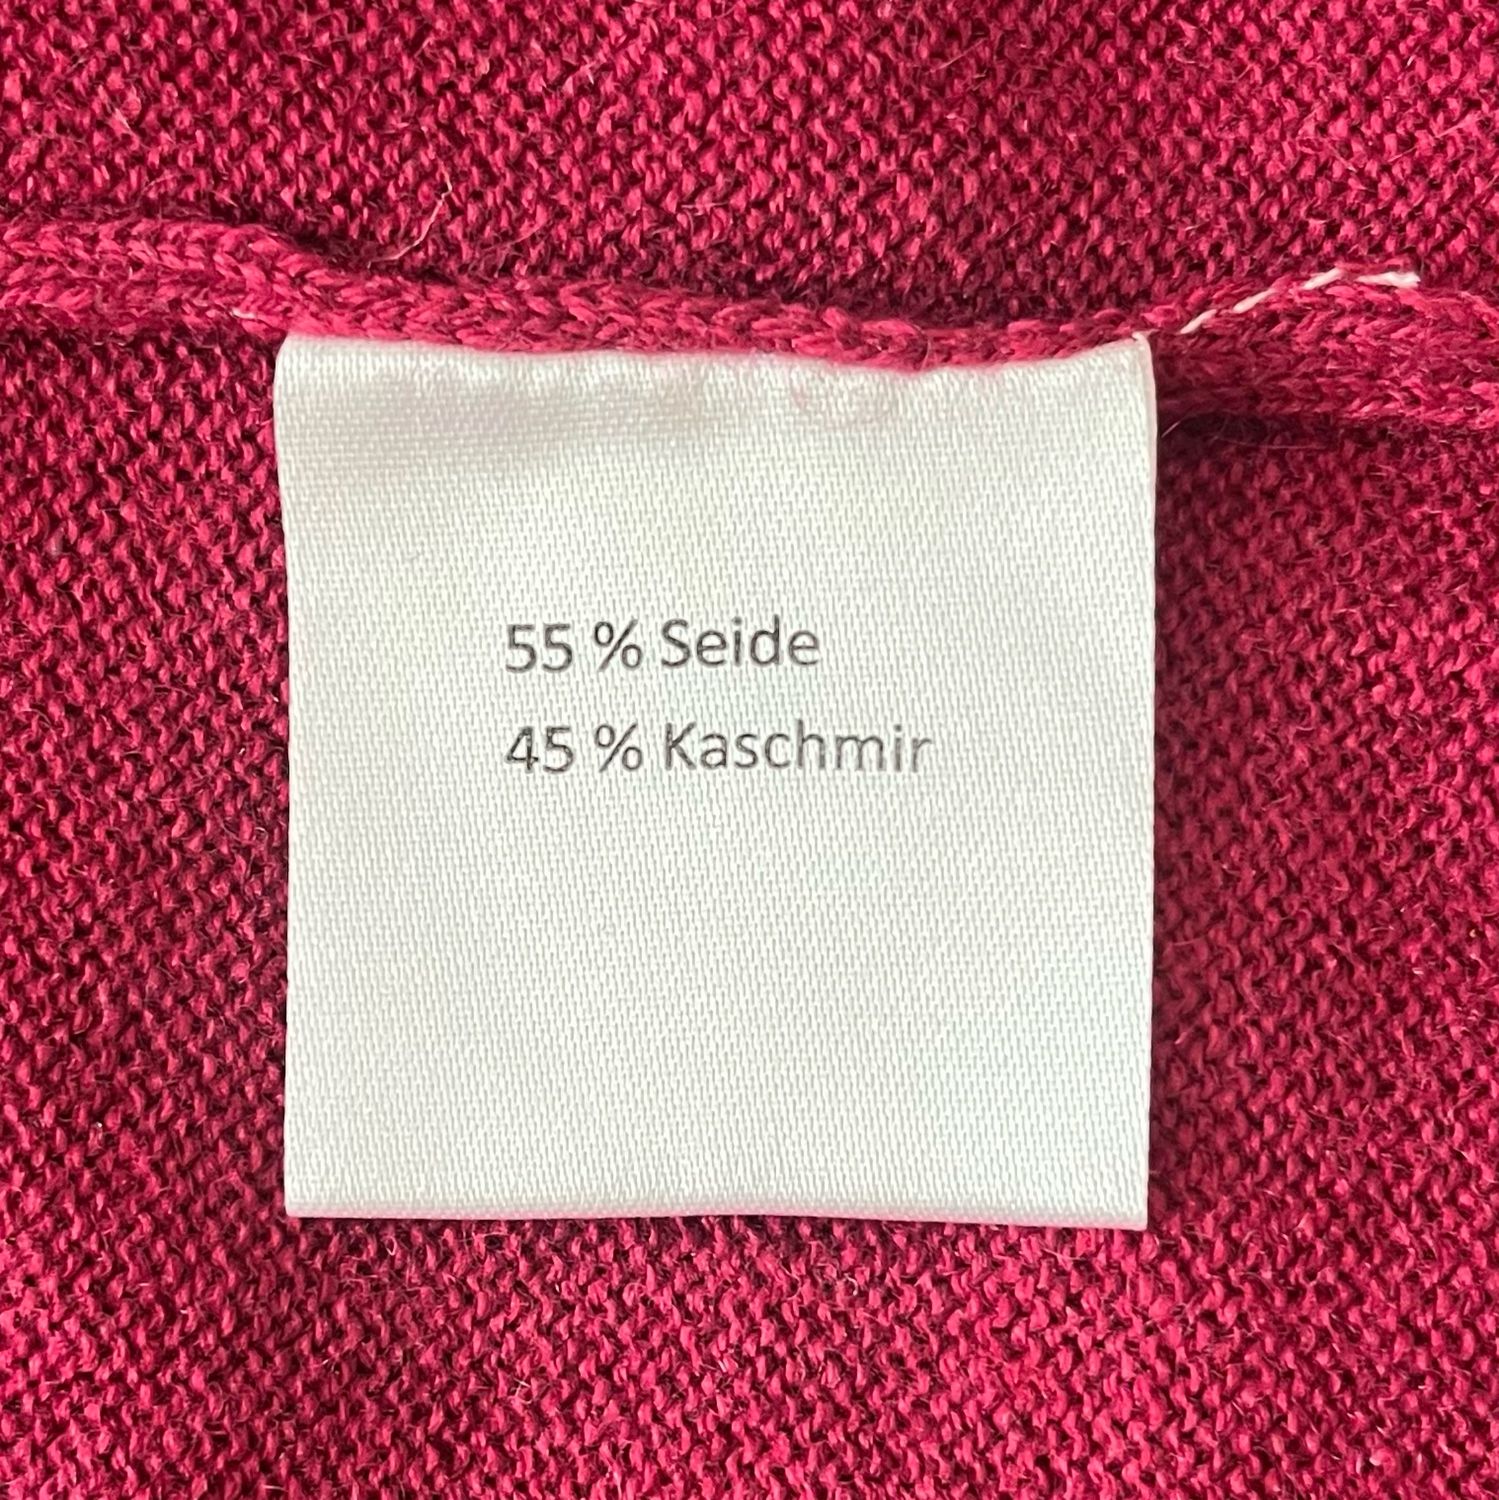 55 % Seide
45 % Kaschmir